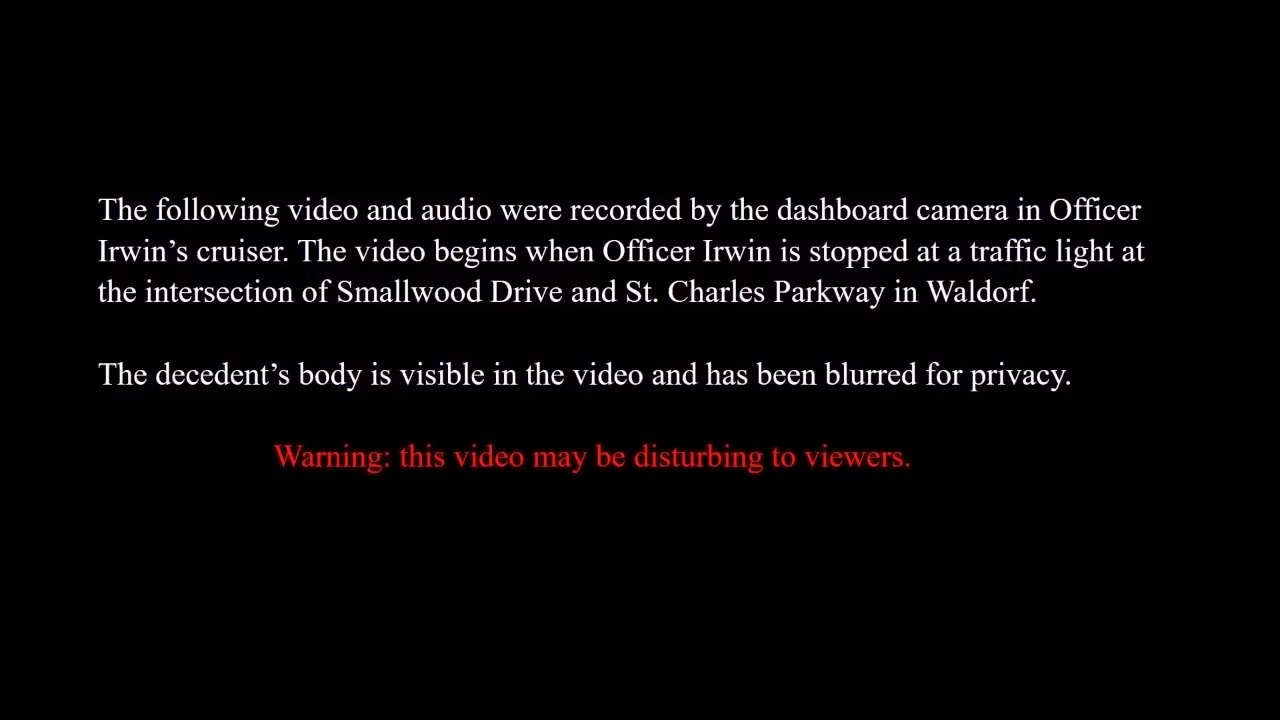 The following video and audio were recorded by the dashboard camera in Officer
Irwin’s cruiser. The video begins when Officer Irwin is stopped at a traffic light at
the intersection of Smallwood Drive and St. Charles Parkway in Waldorf.
The decedent’s body is visible in the video and has been blurred for privacy.
Warning: this video may be disturbing to viewers.